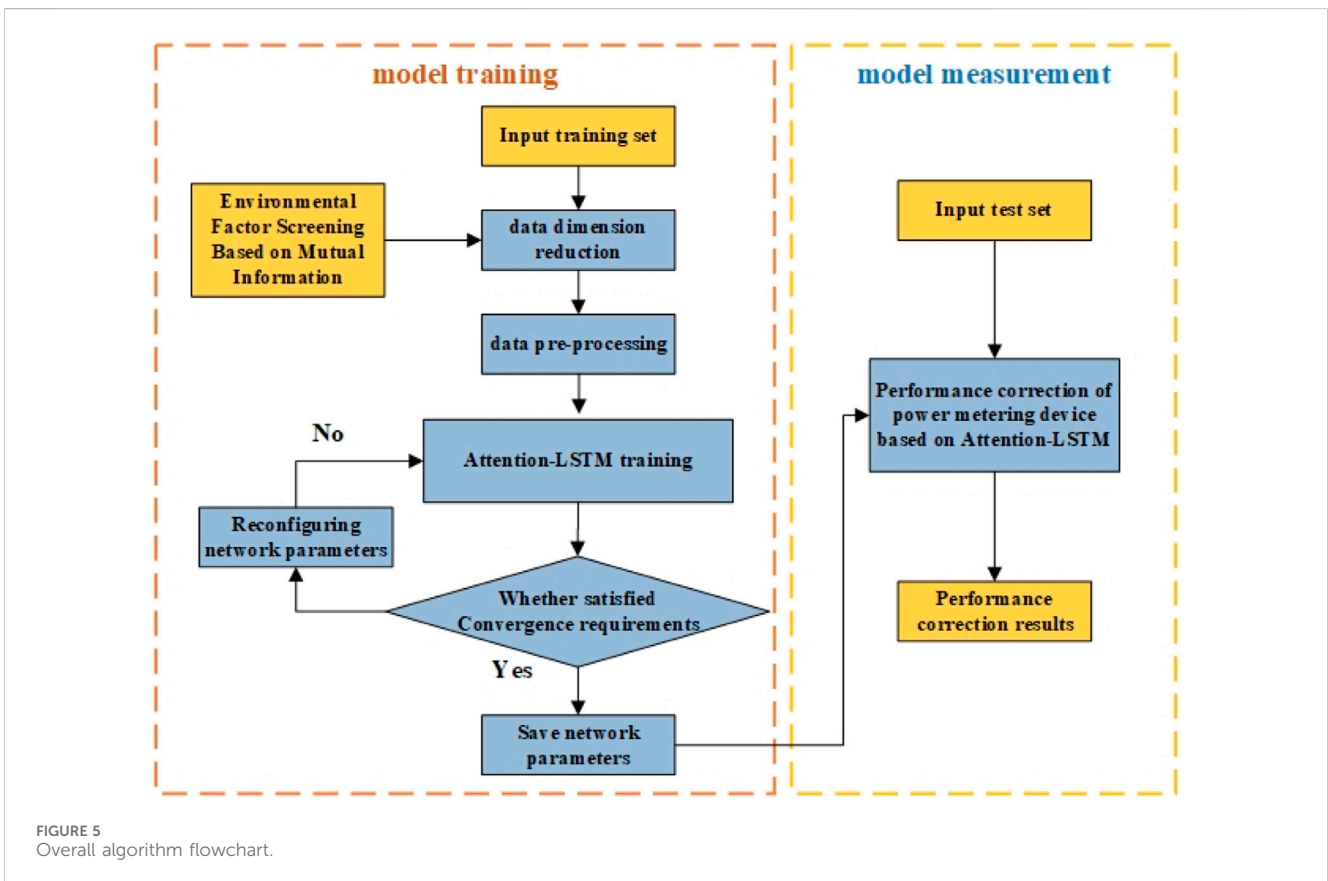 model training
Input training set
Environmental
Factor Screening
Based on Mutual
Information
data dimension
reduction
data pre-processing
No
Attention-LSTM training
Reconfiguring
network parameters
Whether satisfied
Convergence requirements
Yes
Save network
parameters
model measurement
Input test set
Performance correction of
power metering device
based on Attention-LSTM
Performance
correction results
FIGURE 5
Overall algorithm flowchart.